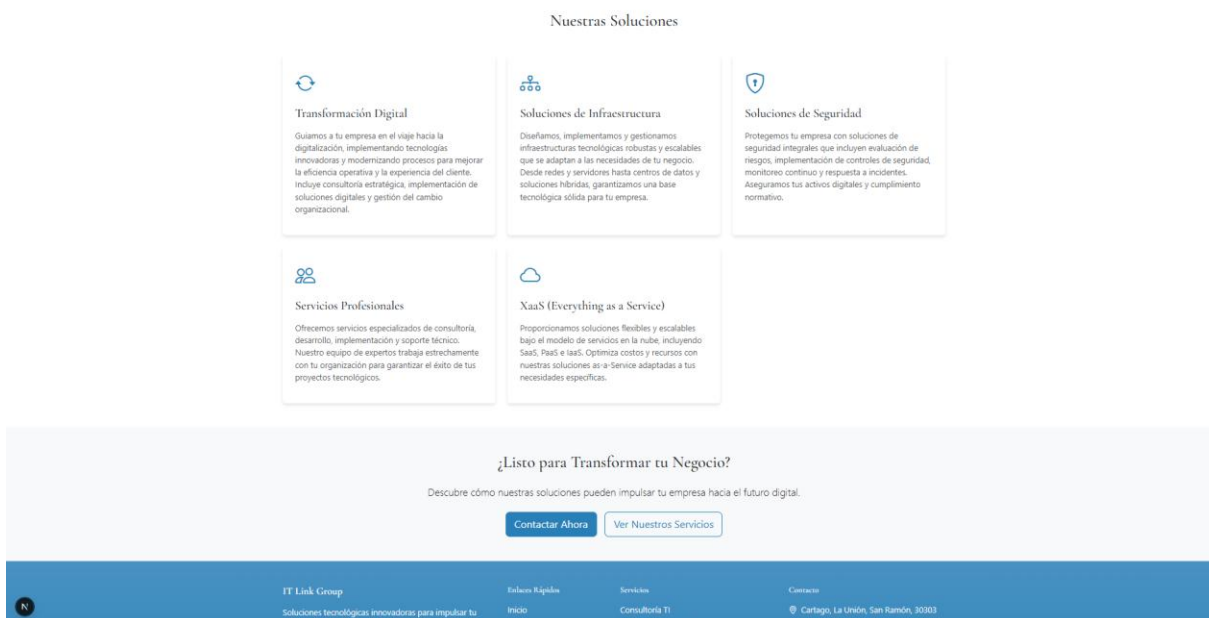 Nuestras Soluciones
Transformación Digital
Guiamos a tu empresa en el viaje hacia la
digitalización, implementando tecnologías
innovadoras y modernizando procesos para mejorar
la eficiencia operativa y la experiencia del cliente.
Incluye consultoría estratégica, implementación de
soluciones digitales y gestión del cambio
organizacional.
Soluciones de Infraestructura
Diseñamos, implementamos y gestionamos
infraestructuras tecnológicas robustas y escalables
que se adaptan a las necesidades de tu negocio.
Desde redes y servidores hasta centros de datos y
soluciones híbridas, garantizamos una base
tecnológica sólida para tu empresa.
Soluciones de Seguridad
Protegemos tu empresa con soluciones de
seguridad integrales que incluyen evaluación de
riesgos, implementación de controles de seguridad,
monitoreo continuo y respuesta a incidentes.
Aseguramos tus activos digitales y cumplimiento
normativo.
Servicios Profesionales
Ofrecemos servicios especializados de consultoría,
desarrollo, implementación y soporte técnico.
Nuestro equipo de expertos trabaja estrechamente
con tu organización para garantizar el éxito de tus
proyectos tecnológicos.
XaaS (Everything as a Service)
Proporcionamos soluciones flexibles y escalables
bajo el modelo de servicios en la nube, incluyendo
SaaS, PaaS e IaaS. Optimiza costos y recursos con
nuestras soluciones as-a-Service adaptadas a tus
necesidades específicas.
¿Listo para Transformar tu Negocio?
Descubre cómo nuestras soluciones pueden impulsar tu empresa hacia el futuro digital.
Contactar Ahora
Ver Nuestros Servicios
IT Link Group
Soluciones tecnológicas innovadoras para impulsar tu
Enlaces Rápidos
Inicio
Servicios
Consultoría TI
Contacto
Cartago, La Unión, San Ramón, 30303
N